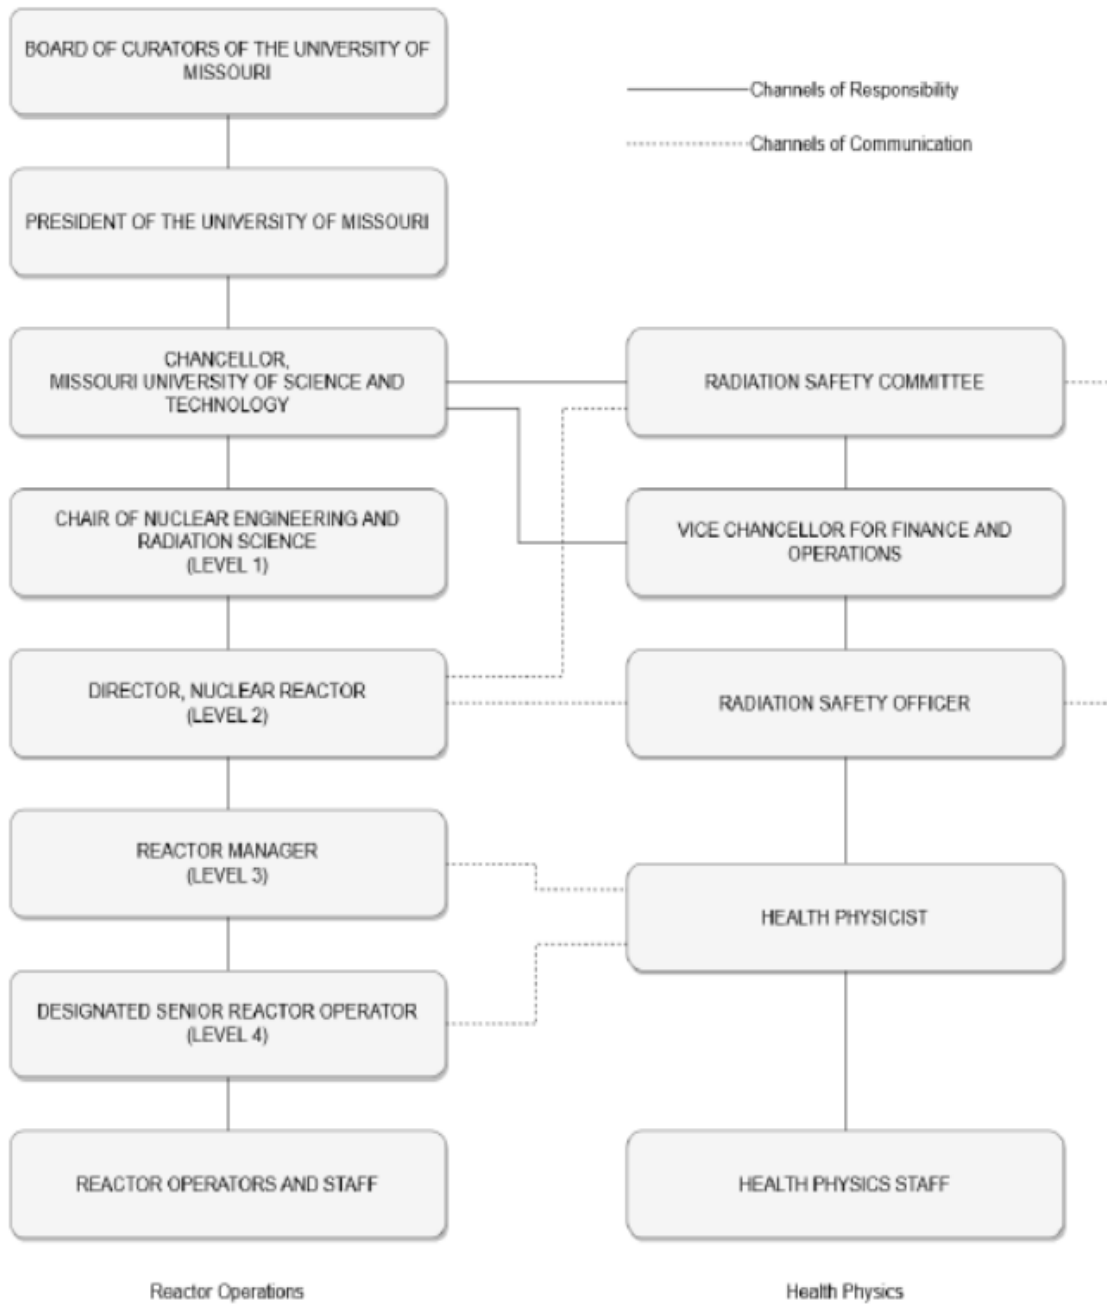 BOARD OF CURATORS OF THE UNIVERSITY OF
MISSOURI
Channels of Responsibility
Channels of Communication
PRESIDENT OF THE UNIVERSITY OF MISSOURI
CHANCELLOR,
MISSOURI UNIVERSITY OF SCIENCE AND
TECHNOLOGY
RADIATION SAFETY COMMITTEE
CHAIR OF NUCLEAR ENGINEERING AND
RADIATION SCIENCE
(LEVEL 1)
VICE CHANCELLOR FOR FINANCE AND
OPERATIONS
DIRECTOR, NUCLEAR REACTOR
(LEVEL 2)
RADIATION SAFETY OFFICER
REACTOR MANAGER
(LEVEL 3)
HEALTH PHYSICIST
DESIGNATED SENIOR REACTOR OPERATOR
(LEVEL 4)
REACTOR OPERATORS AND STAFF
HEALTH PHYSICS STAFF
Reactor Operations
Health Physics